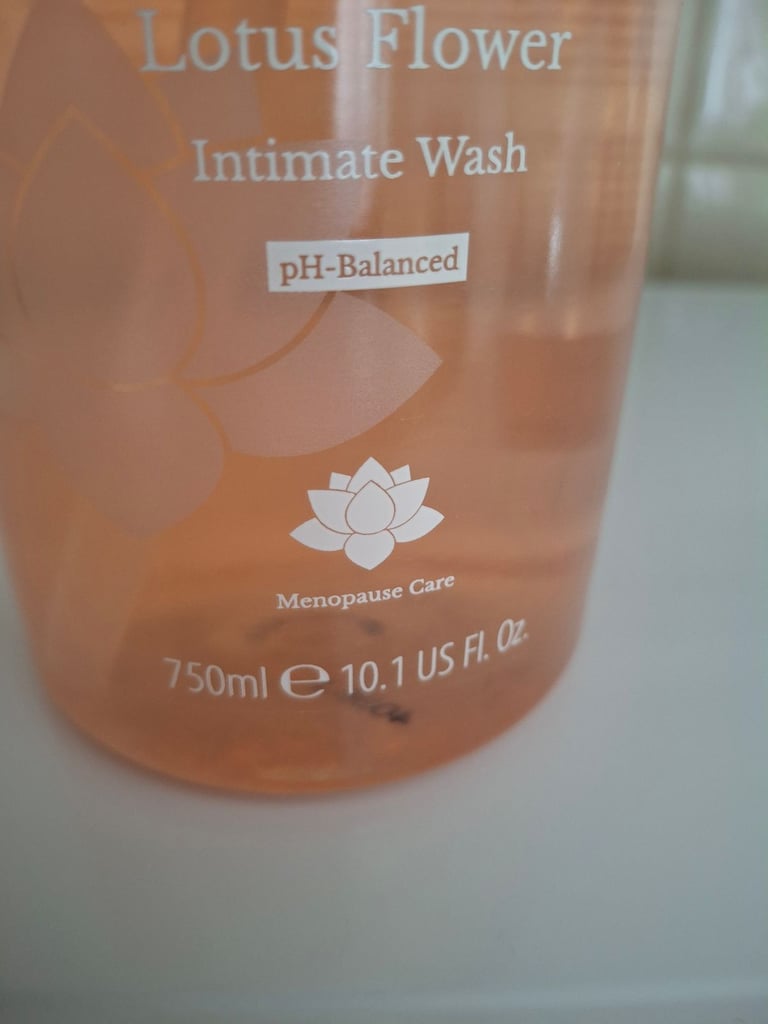 Lotus Flower
Intimate Wash
pH-Balanced
Menopause Care
750ml ℮ 10.1 US Fl. Oz.